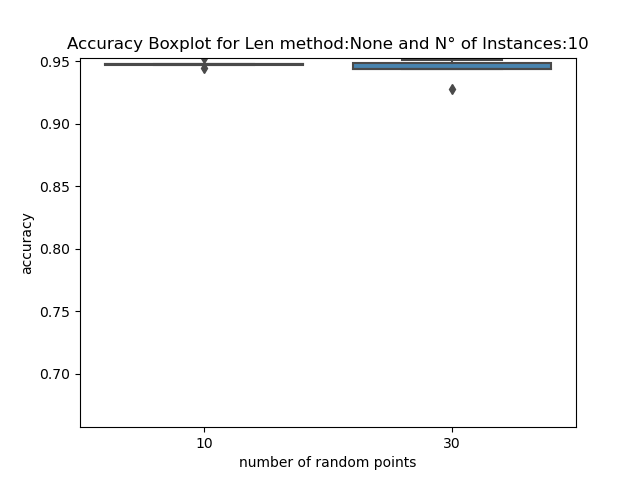 Accuracy Boxplot for Len method:None and N° of Instances:10
0.95
0.90
0.85
0.80
0.75
0.70
accuracy
10
30
number of random points